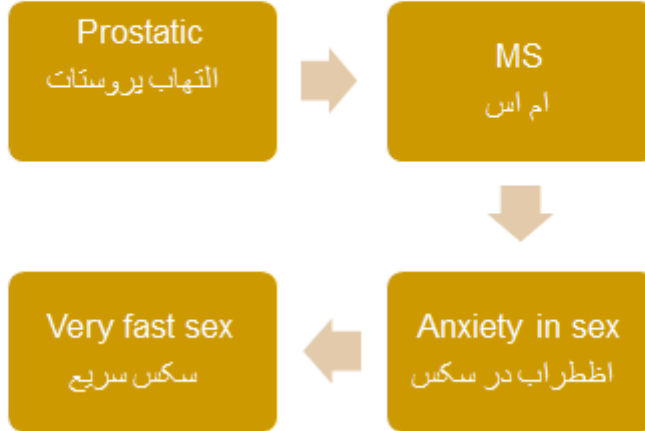 Prostatic
التهاب پروستات
MS
ام اس
Anxiety in sex
اظطراب در سکس
Very fast sex
سکس سریع